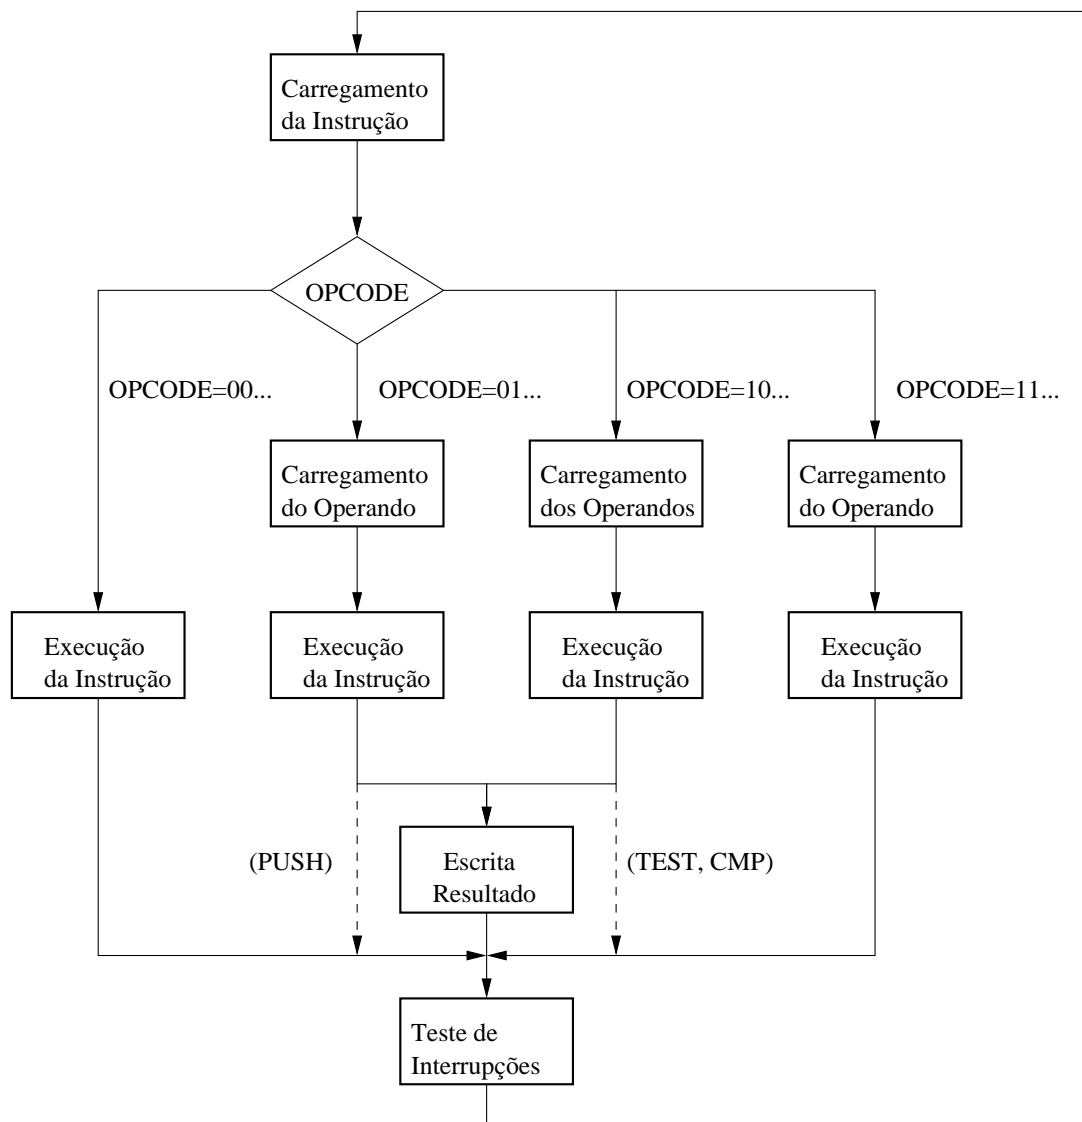 Carregamento
da Instrução
OPCODE
OPCODE=00...
OPCODE=01...
OPCODE=10...
OPCODE=11...
Carregamento
do Operando
Carregamento
dos Operandos
Carregamento
do Operando
Execução
da Instrução
Execução
da Instrução
Execução
da Instrução
Execução
da Instrução
(PUSH)
Escrita
Resultado
(TEST, CMP)
Teste de
Interrupções